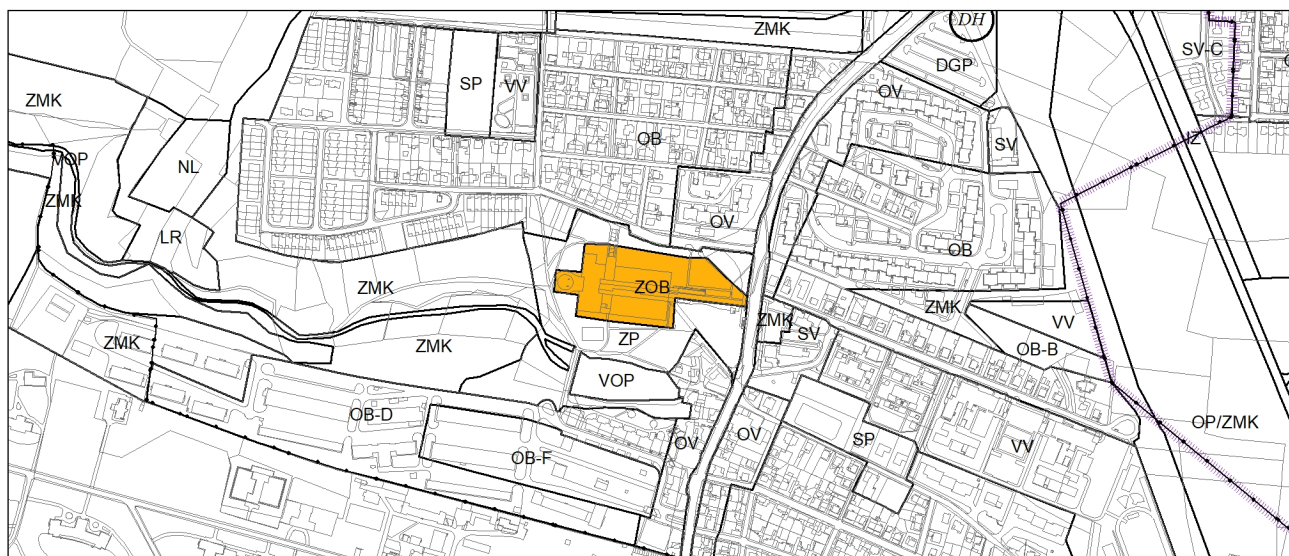 DH
ZMK
SV-C
SP
VV
DGP
OV
ZMK
OB
SV
IZ
VOP
NL
ZMK
OV
LR
OB
ZMK
ZOB
ZMK
ZMK
VV
SV
ZMK
ZMK
ZP
OB-B
VOP
OB-D
OP/ZMK
OV
OV
SP
VV
OB-F